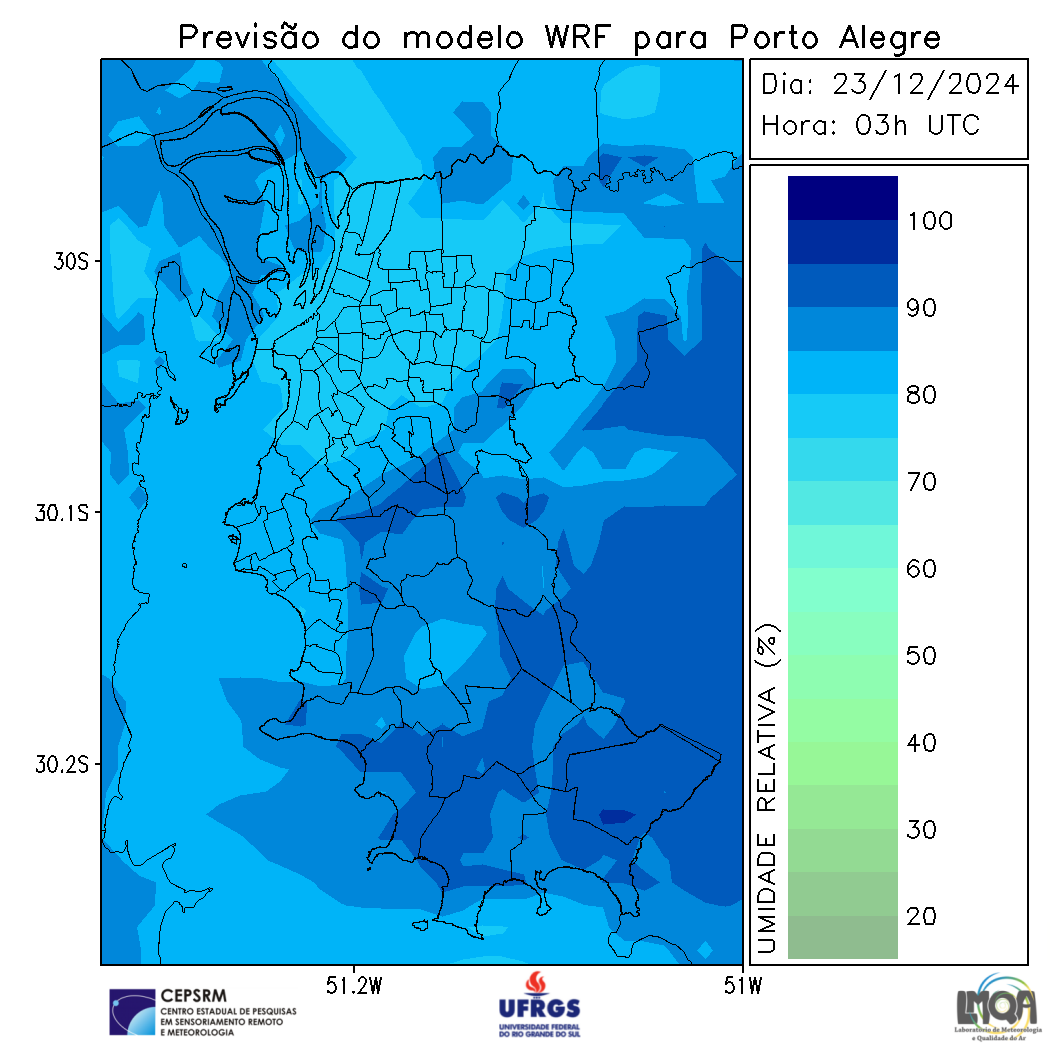 Previsão do modelo WRF para Porto Alegre
Dia: 23/12/2024
Hora: 03h UTC
30S
30.1S
30.2S
51.2W
51W
100
90
80
70
60
50
40
30
20
UMIDADE RELATIVA (%)
CEPSRM
CENTRO ESTADUAL DE PESQUISAS
EM SENSORIAMENTO REMOTO
E METEOROLOGIA
UFRGS
UNIVERSIDADE FEDERAL
DO RIO GRANDE DO SUL
LMQA
Laboratório de Meteorologia
e Qualidade do Ar